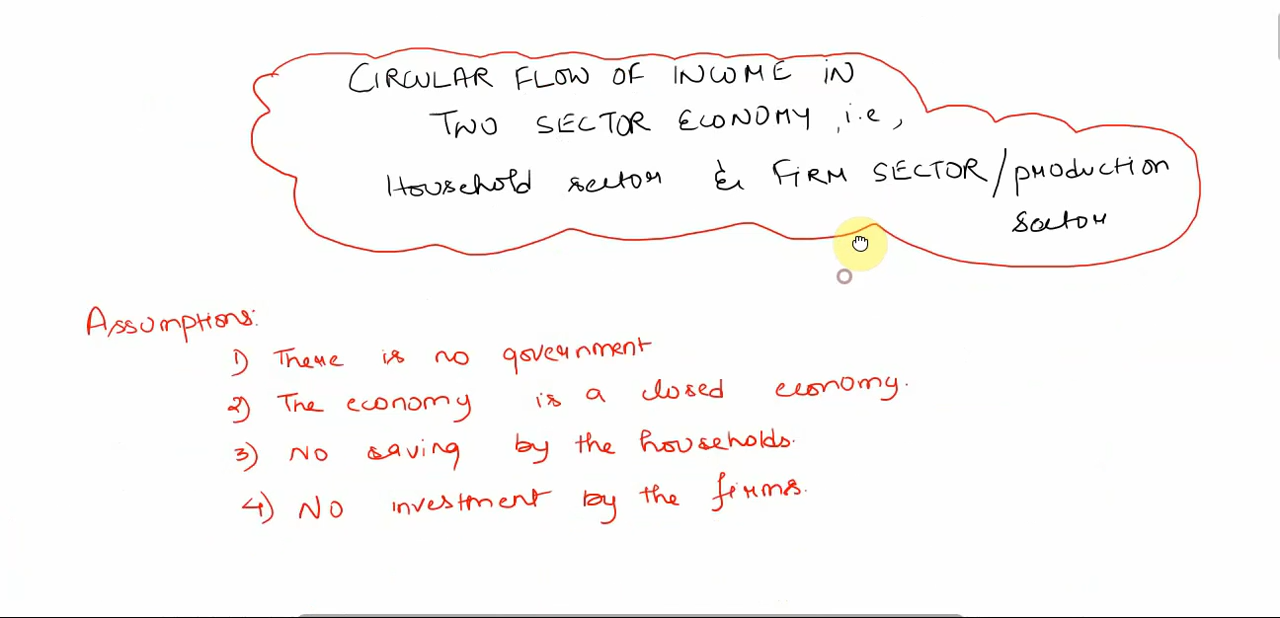 CIRCULAR FLOW OF INCOME IN
TWO SECTOR ECONOMY, i.e,
Household sector & FIRM SECTOR/production
sector
Assumptions:
1) There is no government
2) The economy is a closed economy.
3) No saving by the households.
4) No investment by the firms.